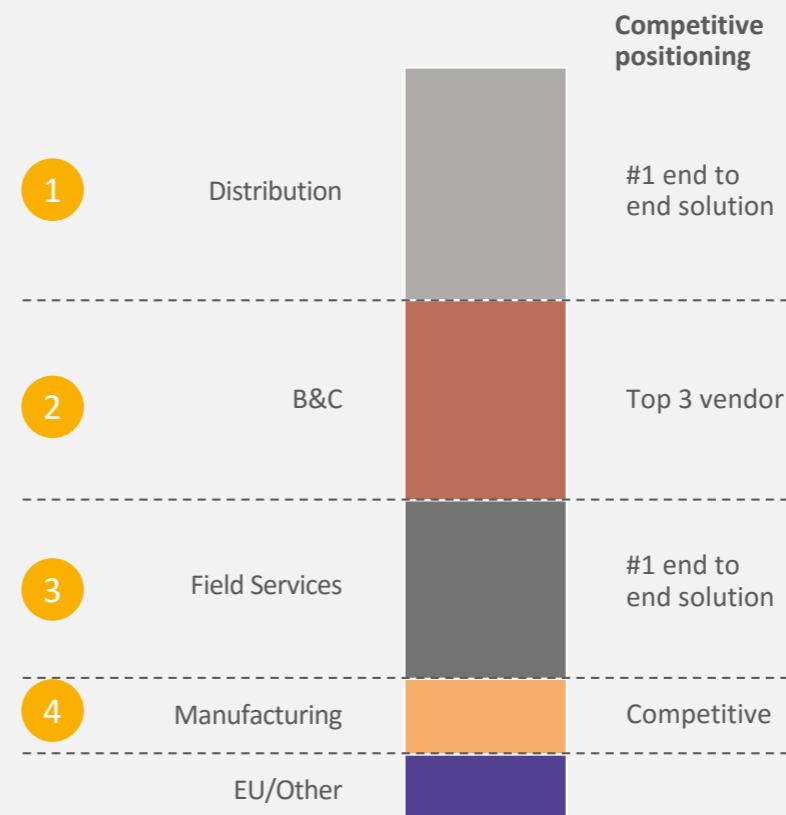 Competitive
positioning
1
Distribution
#1 end to
end solution
2
B&C
Top 3 vendor
3
Field Services
#1 end to
end solution
4
Manufacturing
Competitive
EU/Other